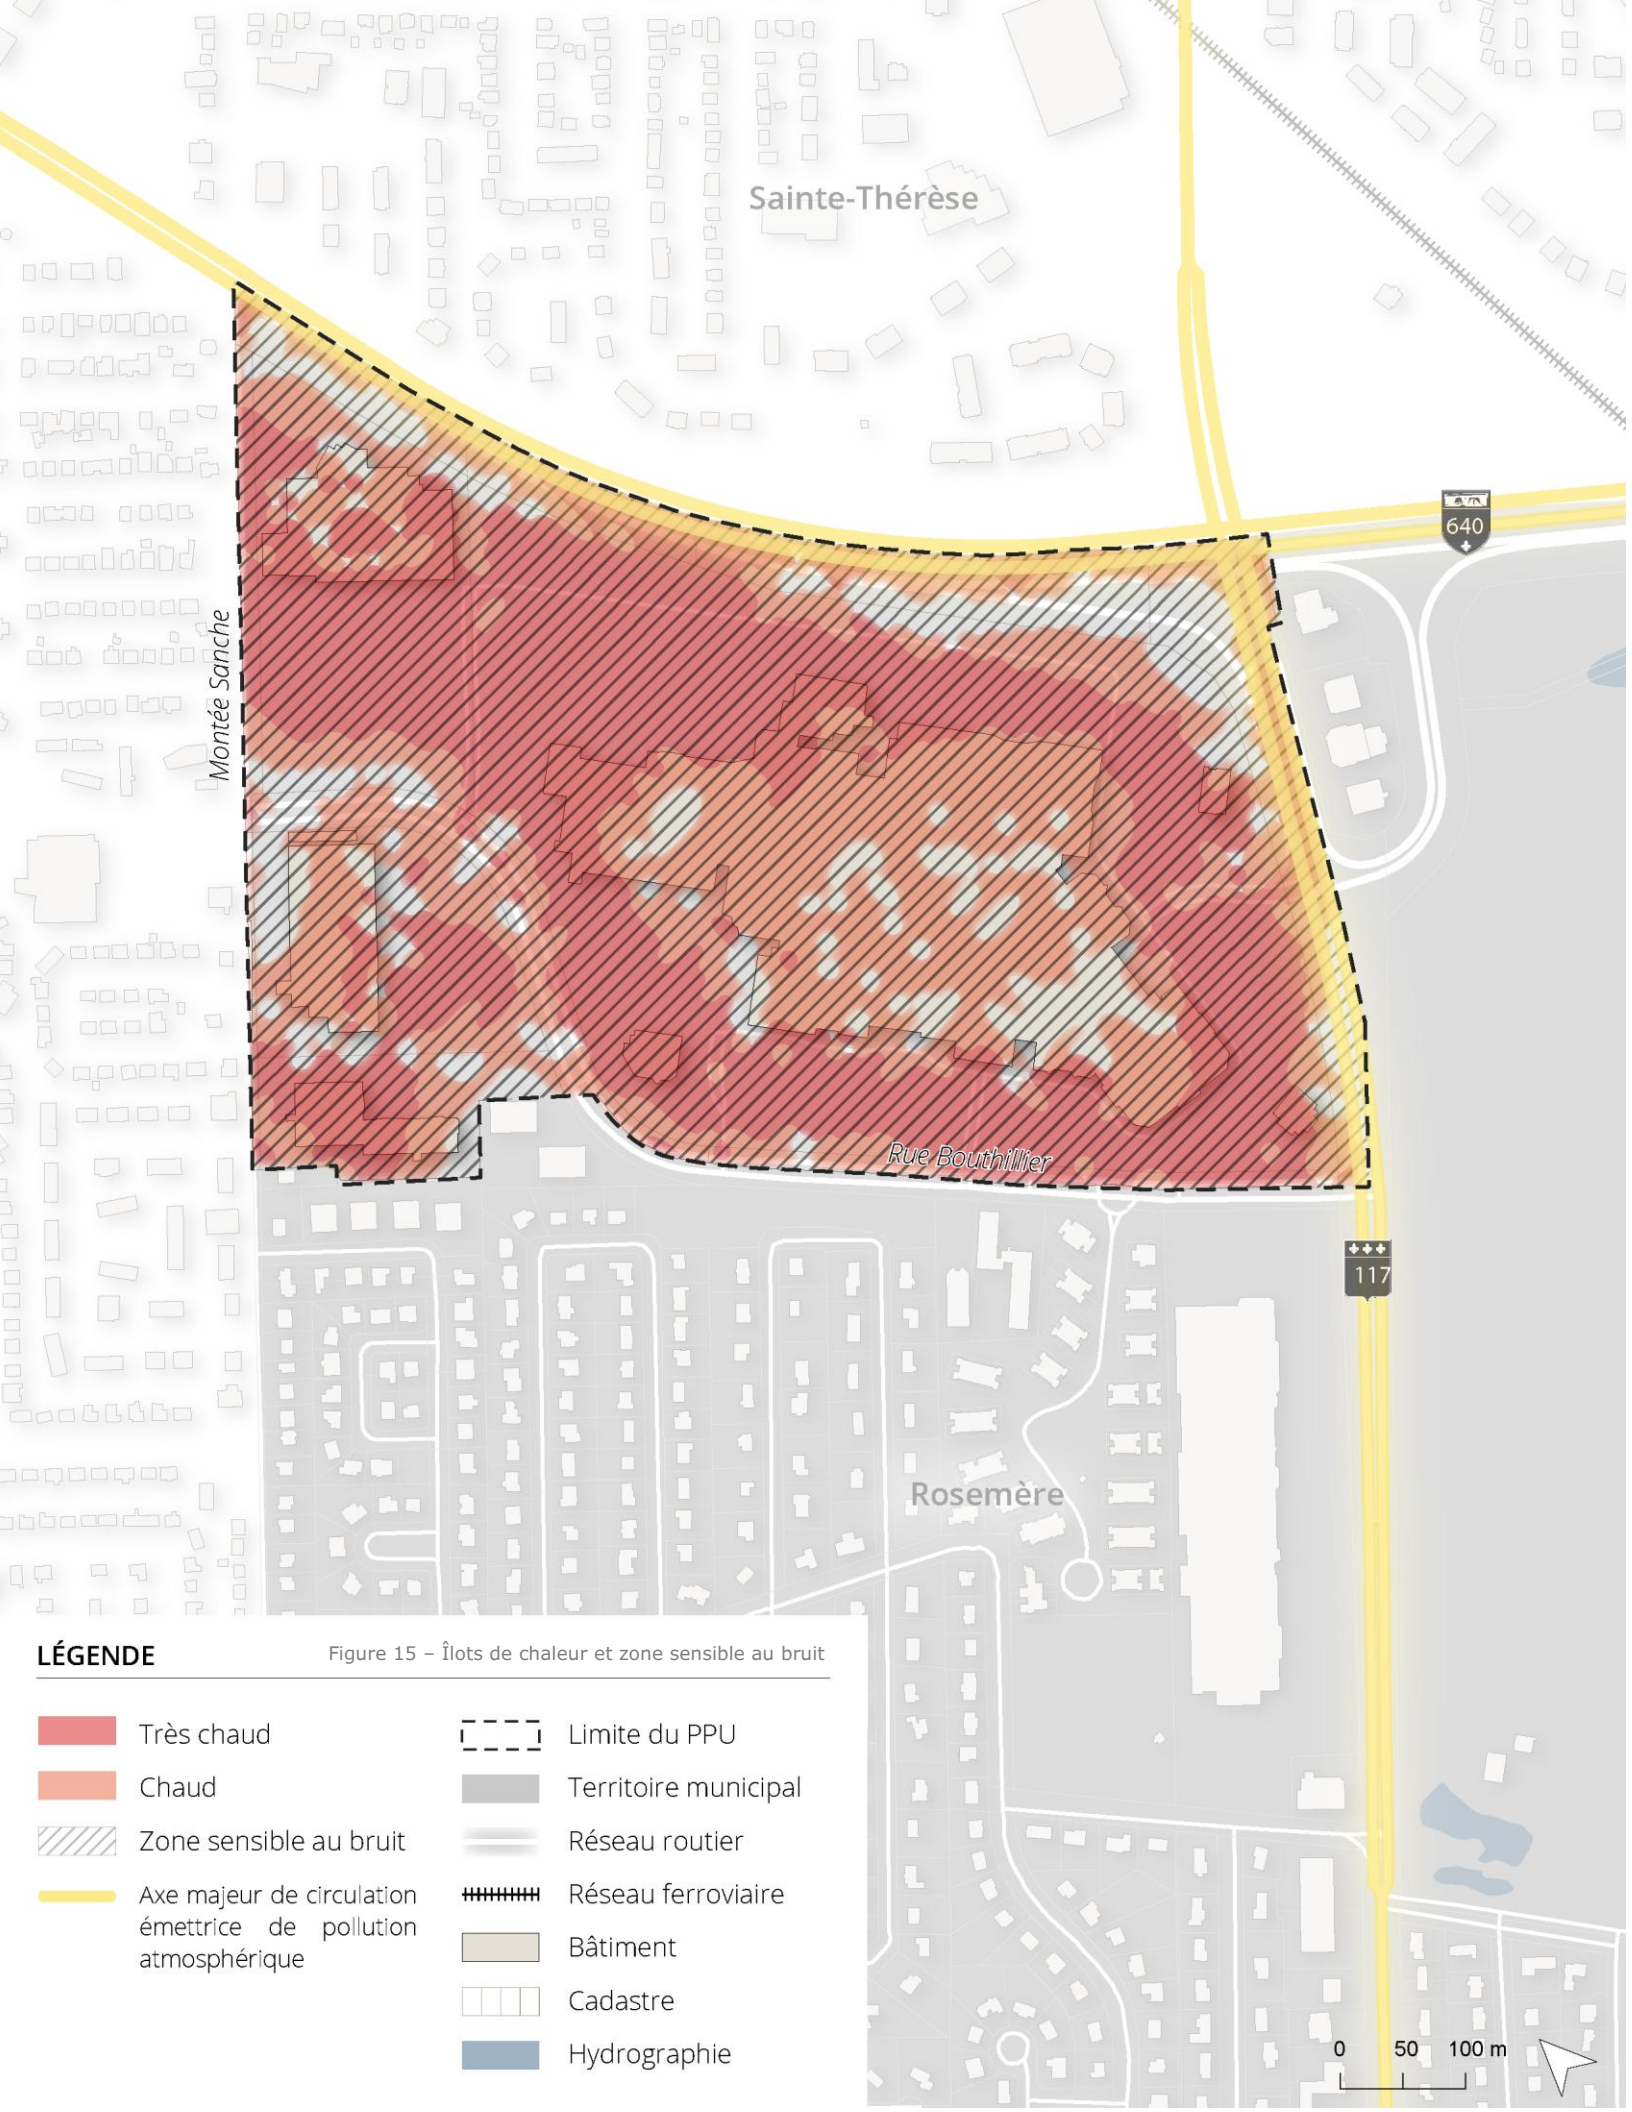 Sainte-Thérèse
640
Montée Sanche
Rue Bouthillier
117
Rosemère
LÉGENDE
Figure 15 – Îlots de chaleur et zone sensible au bruit
Très chaud
Chaud
Zone sensible au bruit
Axe majeur de circulation
émettrice de pollution
atmosphérique
Limite du PPU
Territoire municipal
Réseau routier
Réseau ferroviaire
Bâtiment
Cadastre
Hydrographie
0 50 100 m